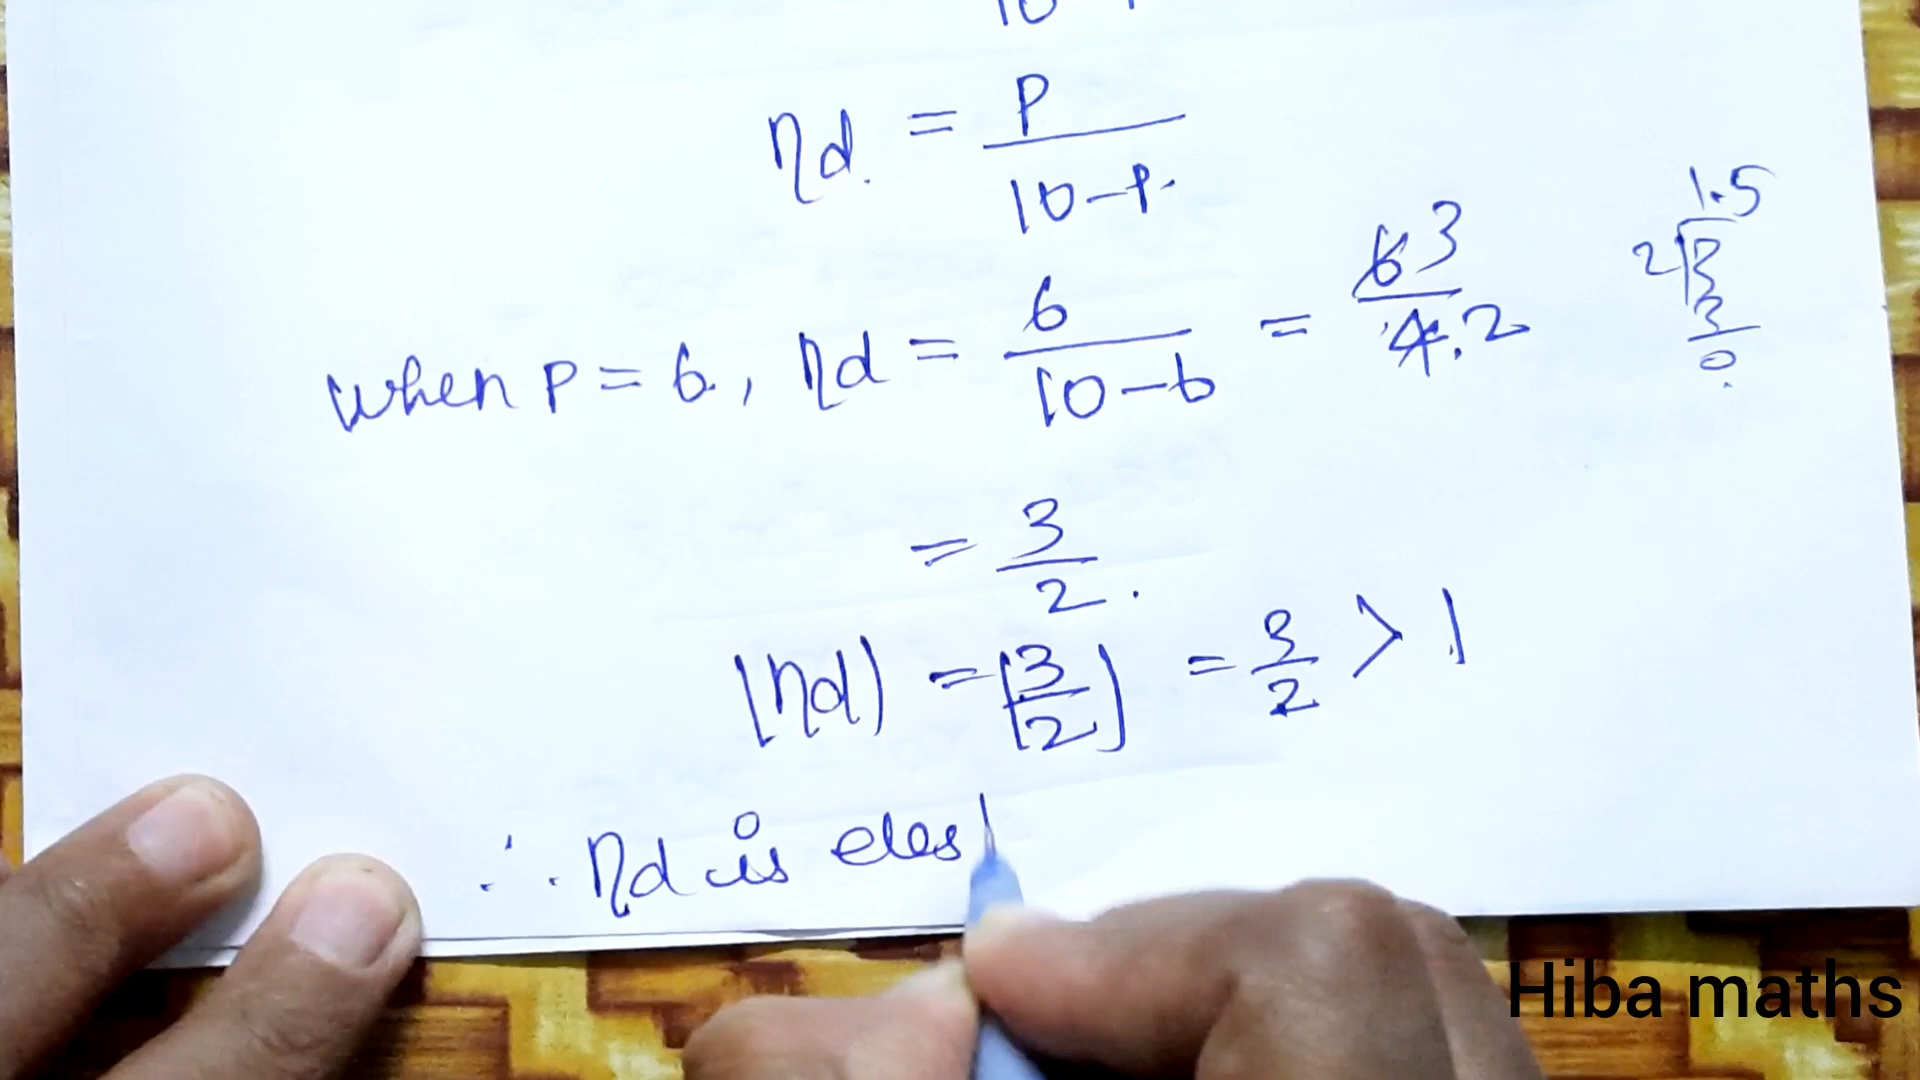 ηd = P / 10-P.
1.5
2 3
3
0
when P = 6, ηd = 6 / 10-6 = 6 3 / 4 2
= 3 / 2.
|ηd| = |3 / 2| = 3 / 2 > 1
∴ ηd is elas
Hiba maths